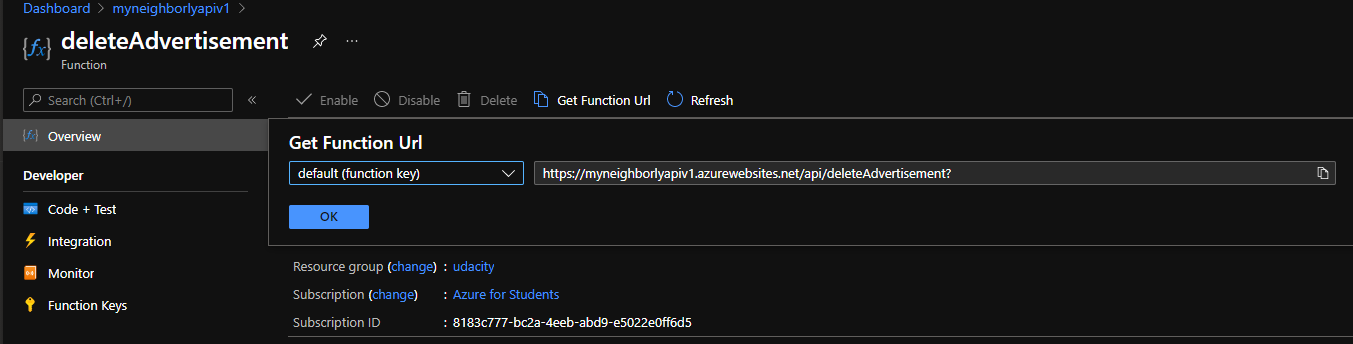 Dashboard > myneighborlyapiv1 >
{fx} deleteAdvertisement ...
Function
Search (Ctrl+/) «
Enable Disable Delete Get Function Url Refresh
Overview
Get Function Url
default (function key) https://myneighborlyapiv1.azurewebsites.net/api/deleteAdvertisement?
OK
Developer
Code + Test
Integration
Monitor
Function Keys
Resource group (change) : udacity
Subscription (change) : Azure for Students
Subscription ID : 8183c777-bc2a-4eeb-abd9-e5022e0ff6d5